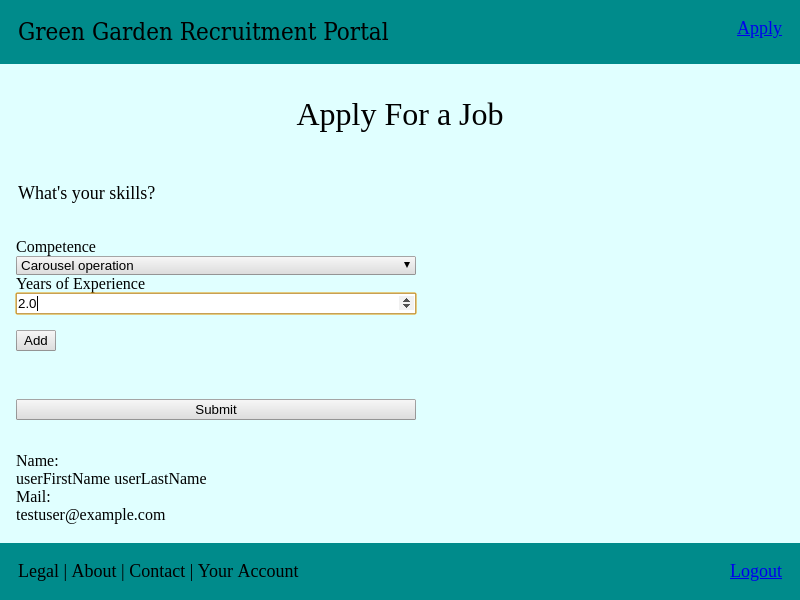 Green Garden Recruitment Portal
Apply
Apply For a Job
What's your skills?
Competence
Carousel operation
Years of Experience
2.0
Add
Submit
Name:
userFirstName userLastName
Mail:
testuser@example.com
Legal | About | Contact | Your Account
Logout